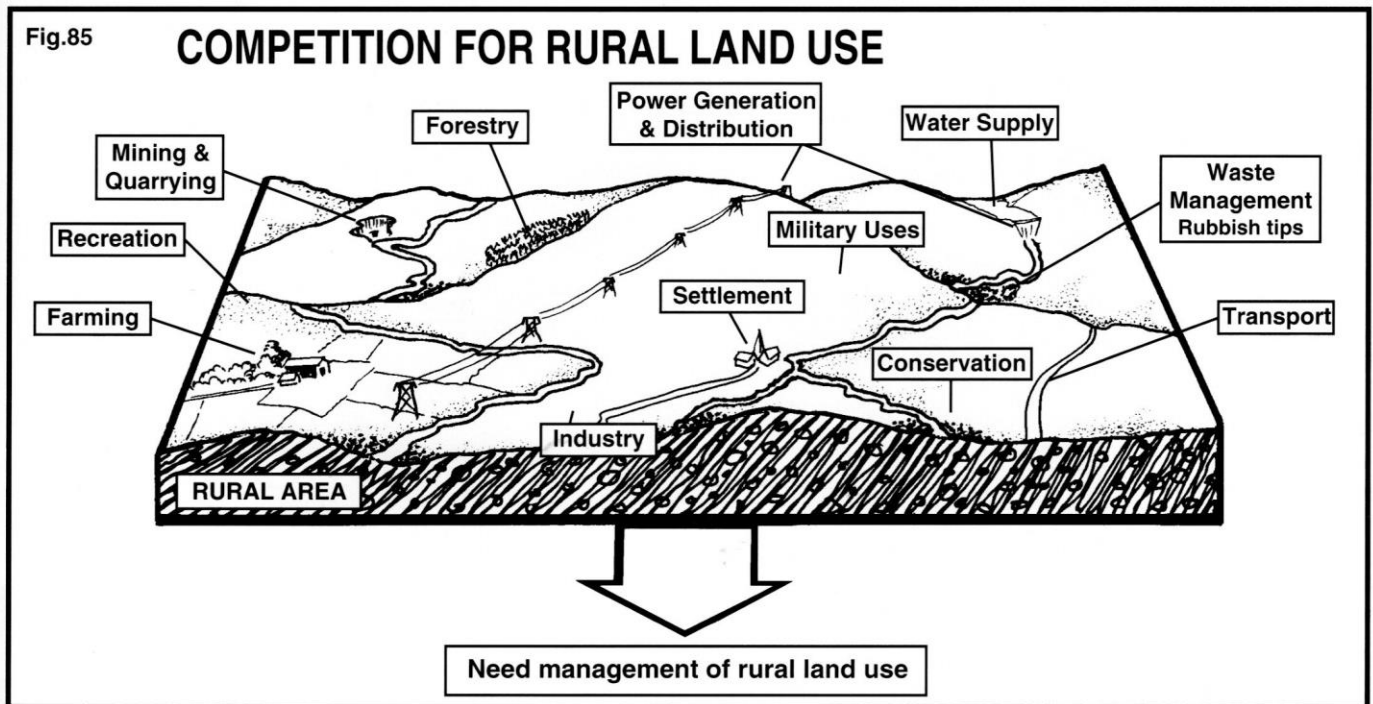 Fig.85
COMPETITION FOR RURAL LAND USE
Power Generation
& Distribution
Forestry
Water Supply
Mining &
Quarrying
Waste
Management
Rubbish tips
Recreation
Military Uses
Settlement
Farming
Transport
Conservation
Industry
RURAL AREA
Need management of rural land use